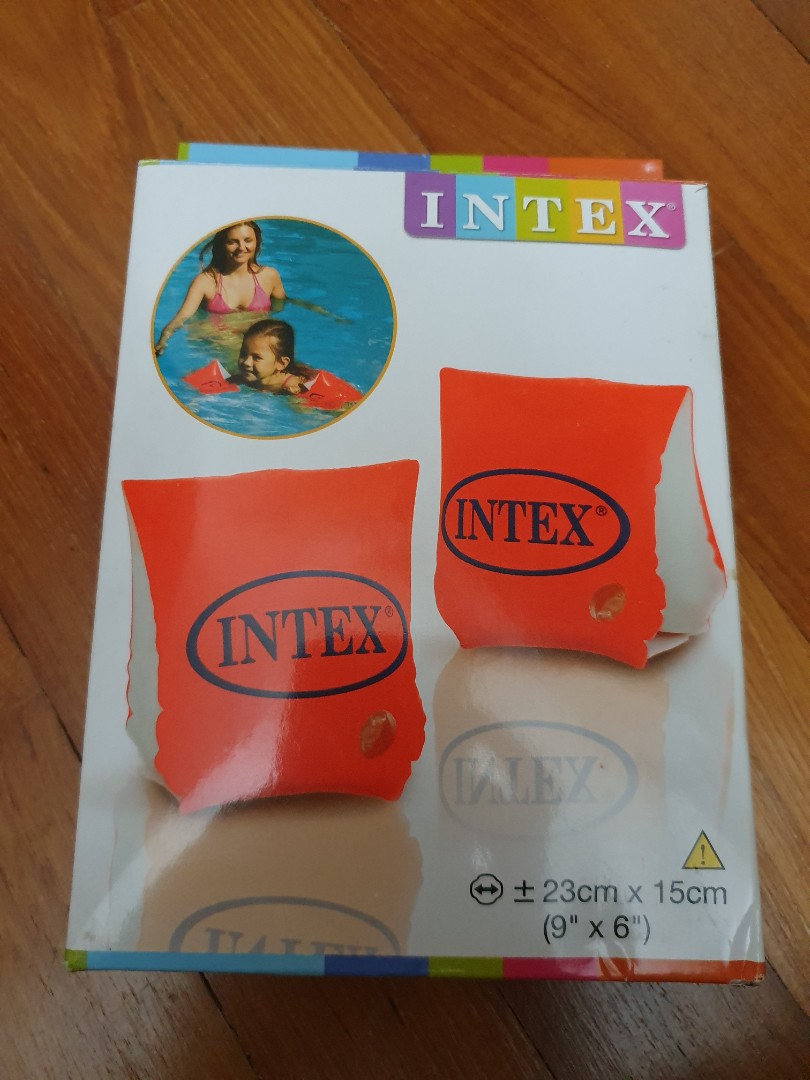 INTEX®
INTEX®
INTEX®
± 23cm x 15cm
(9" x 6")